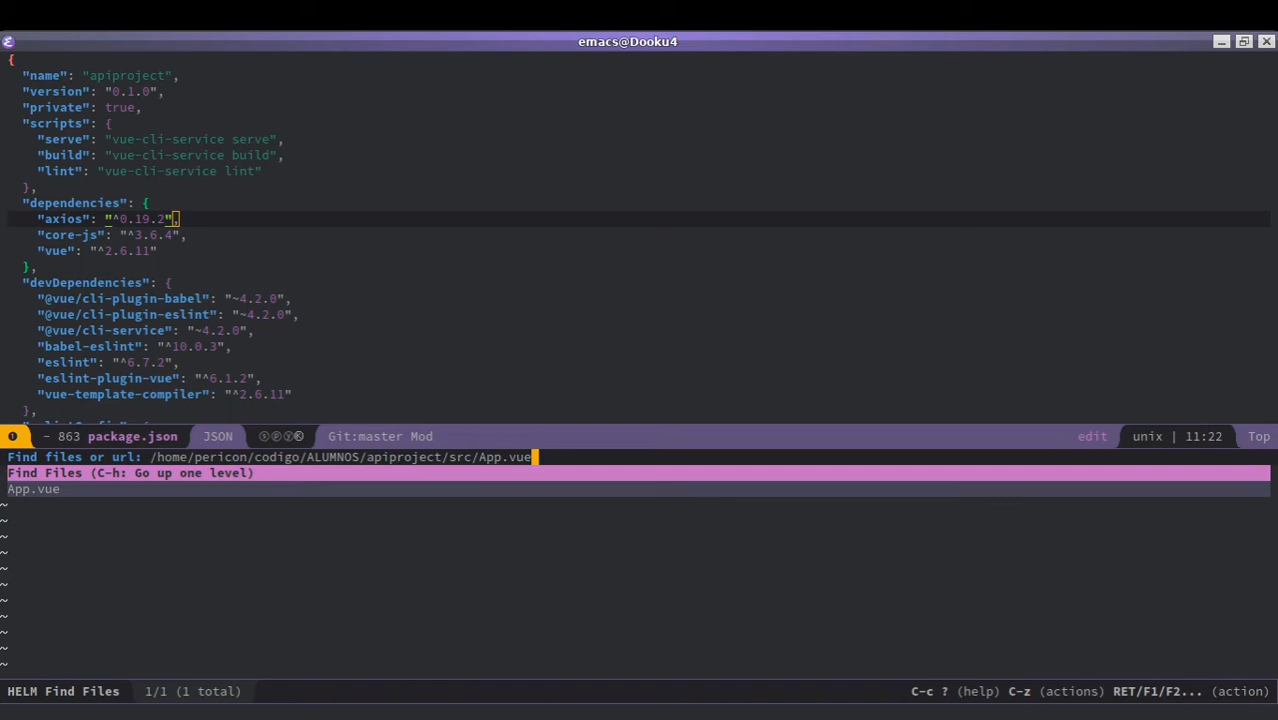 emacs@Dooku4
{
"name": "apiproject",
"version": "0.1.0",
"private": true,
"scripts": {
"serve": "vue-cli-service serve",
"build": "vue-cli-service build",
"lint": "vue-cli-service lint"
},
"dependencies": {
"axios": "^0.19.2",
"core-js": "^3.6.4",
"vue": "^2.6.11"
},
"devDependencies": {
"@vue/cli-plugin-babel": "~4.2.0",
"@vue/cli-plugin-eslint": "~4.2.0",
"@vue/cli-service": "~4.2.0",
"babel-eslint": "^10.0.3",
"eslint": "^6.7.2",
"eslint-plugin-vue": "^6.1.2",
"vue-template-compiler": "^2.6.11"
},
❶ - 863 package.json JSON ⓢⓟⓨⓀ Git:master Mod edit unix | 11:22 Top
Find files or url: /home/pericon/codigo/ALUMNOS/apiproject/src/App.vue
Find Files (C-h: Go up one level)
App.vue
~
~
~
~
~
~
~
~
~
~
~
HELM Find Files 1/1 (1 total) C-c ? (help) C-z (actions) RET/F1/F2... (action)